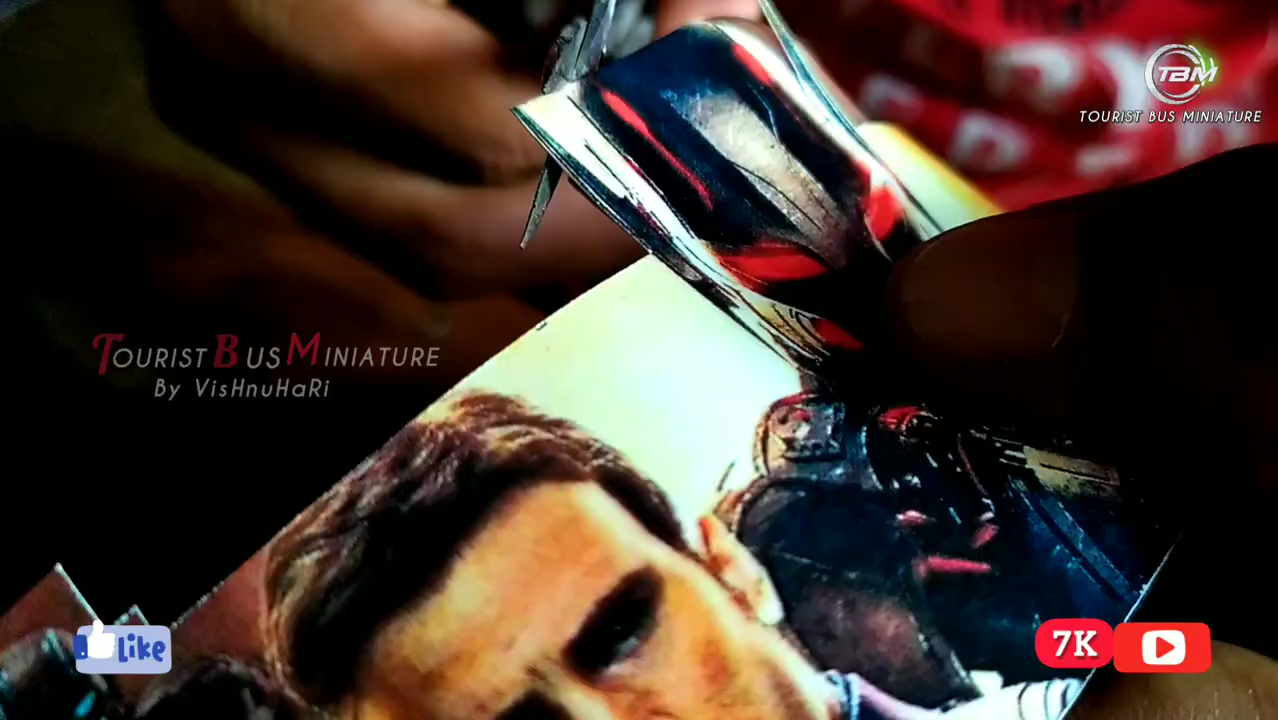 TBM
TOURIST BUS MINIATURE
TOURIST BUS MINIATURE
By VisHnuHaRi
Like
7K